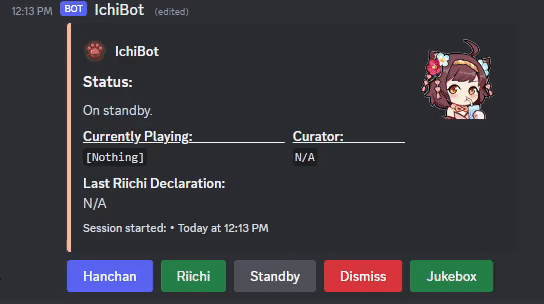 12:13 PM BOT IchiBot (edited)
IchiBot
Status:
On standby.
Currently Playing: Curator:
[Nothing] N/A
Last Riichi Declaration:
N/A
Session started: • Today at 12:13 PM
Hanchan Riichi Standby Dismiss Jukebox